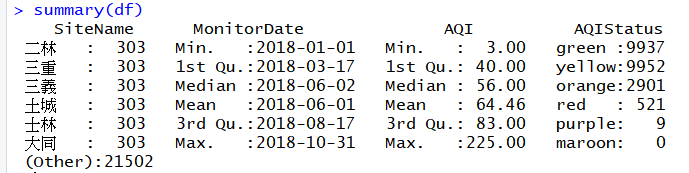 > summary(df)
SiteName MonitorDate AQI AQIStatus
二林 : 303 Min. :2018-01-01 Min. : 3.00 green :9937
三重 : 303 1st Qu.:2018-03-17 1st Qu.: 40.00 yellow:9952
三義 : 303 Median :2018-06-02 Median : 56.00 orange:2901
土城 : 303 Mean :2018-06-01 Mean : 64.46 red : 521
士林 : 303 3rd Qu.:2018-08-17 3rd Qu.: 83.00 purple: 9
大同 : 303 Max. :2018-10-31 Max. :225.00 maroon: 0
(Other):21502